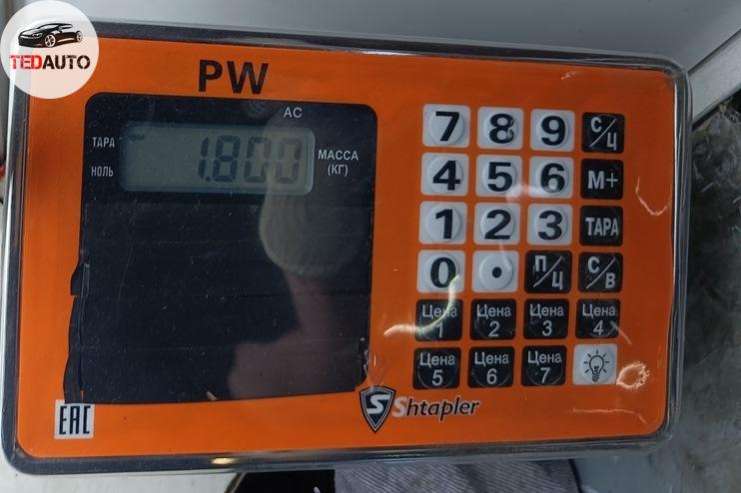 TEDAUTO
PW
AC
ТАРА
1.800
МАССА
(КГ)
НОЛЬ
7 8 9 С/Ц
4 5 6 М+
1 2 3 ТАРА
0 • П/Ц С/В
Цена 1 Цена 2 Цена 3 Цена 4
Цена 5 Цена 6 Цена 7
EAC
S Shtapler